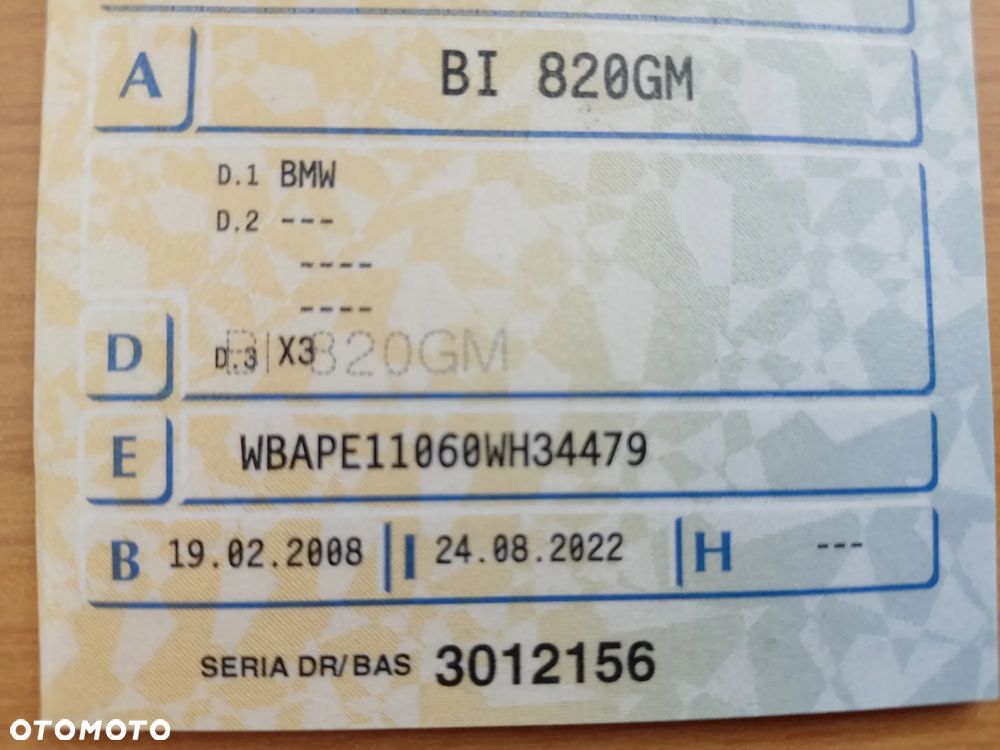 A BI 820GM
D.1 BMW
D.2 ---
----
----
D D.3 X3
BI 820GM
E WBAPE11060WH34479
B 19.02.2008 I 24.08.2022 H ---
SERIA DR/BAS 3012156
OTOMOTO